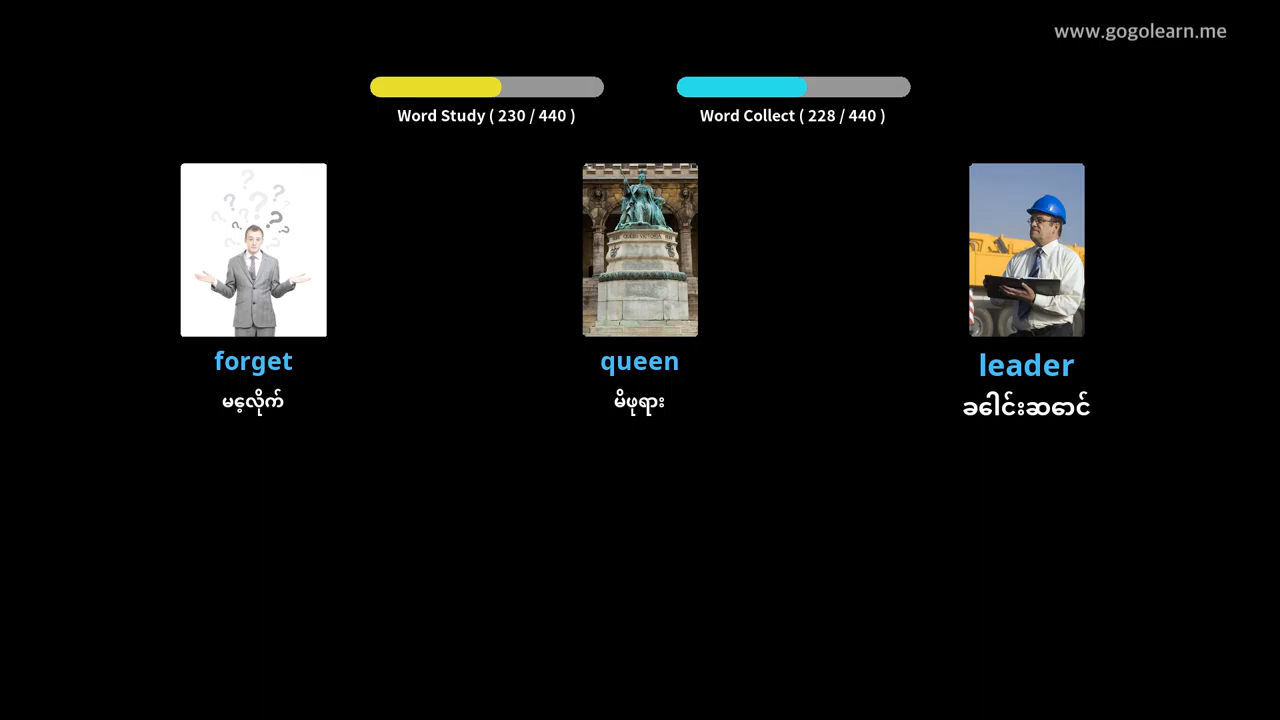 www.gogolearn.me
Word Study ( 230 / 440 )
Word Collect ( 228 / 440 )
forget
queen
leader
မေ့လိုက်
မိဖုရား
ခေါင်းဆောင်